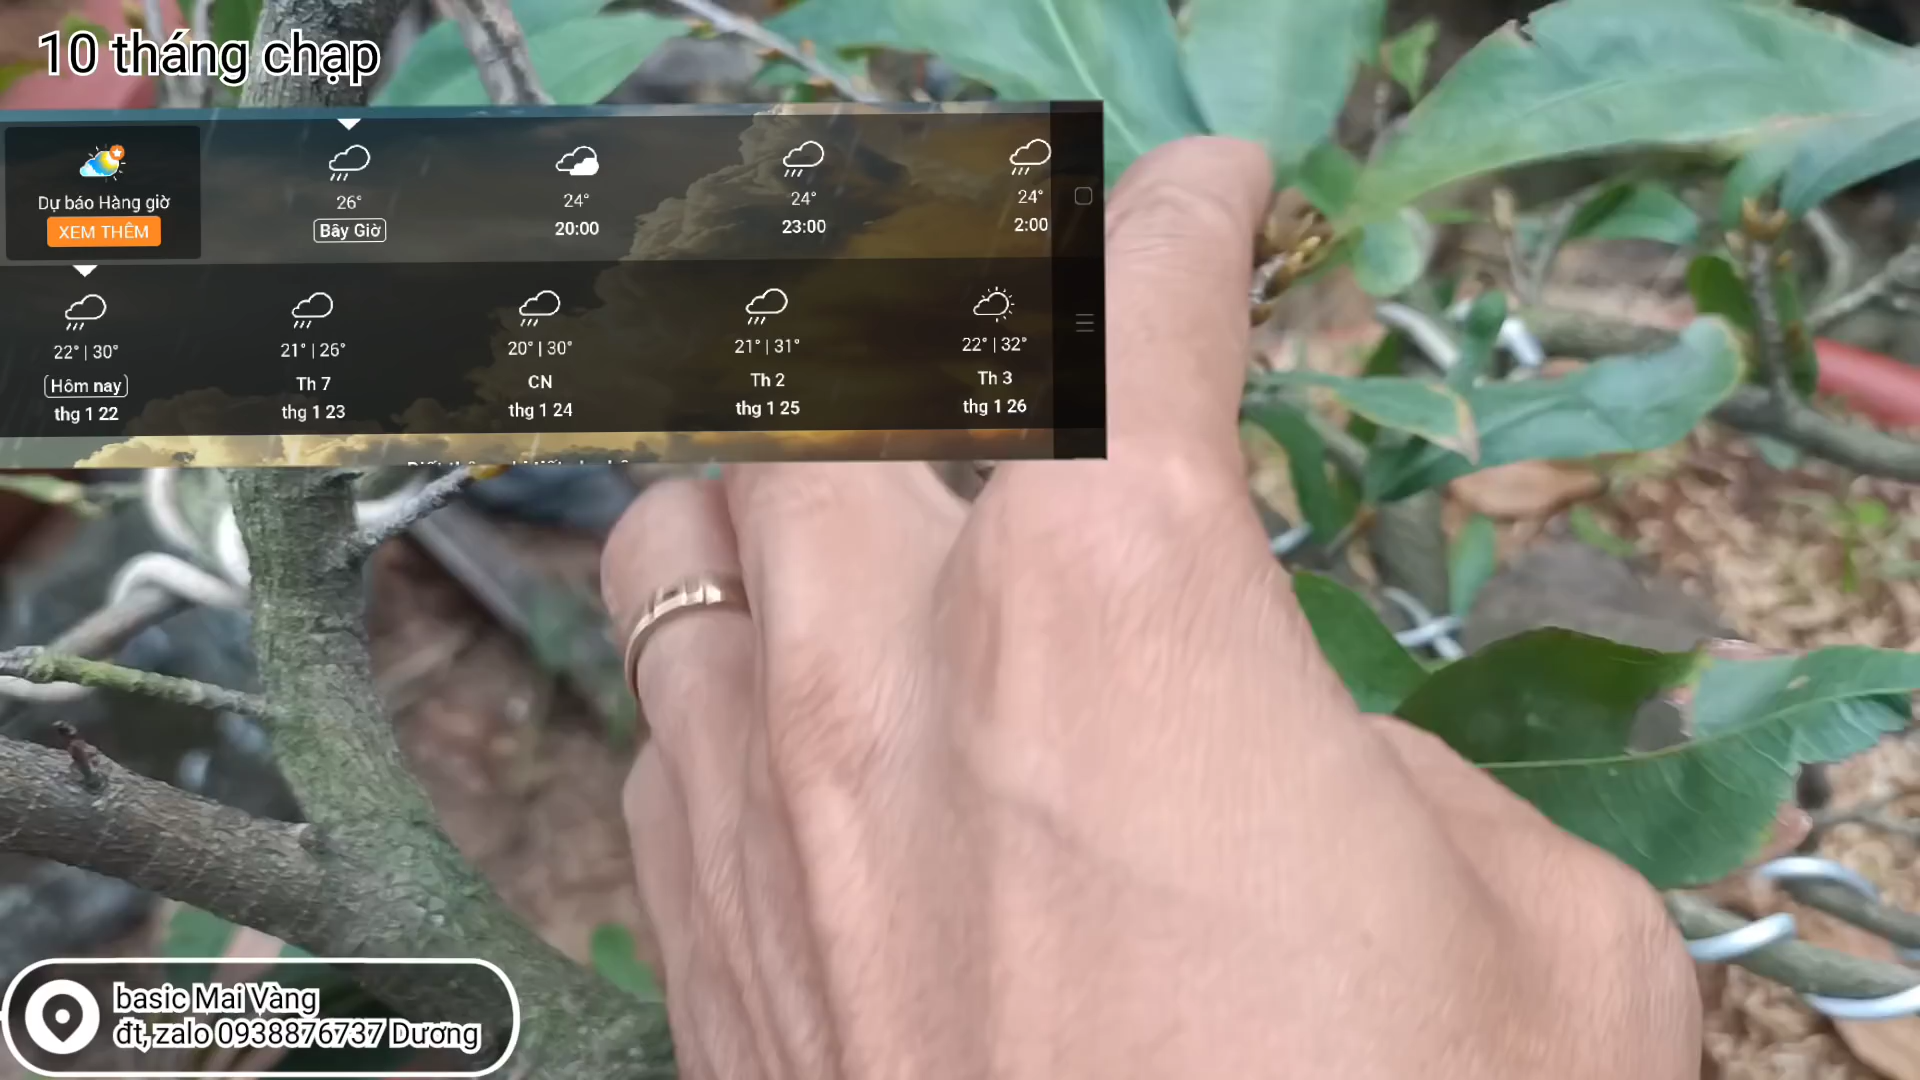 10 tháng chạp
Dự báo Hàng giờ
XEM THÊM
26°
Bây Giờ
24°
20:00
24°
23:00
24°
2:00
22° | 30°
Hôm nay
thg 1 22
21° | 26°
Th 7
thg 1 23
20° | 30°
CN
thg 1 24
21° | 31°
Th 2
thg 1 25
22° | 32°
Th 3
thg 1 26
basic Mai Vàng
đt,zalo 0938876737 Dương